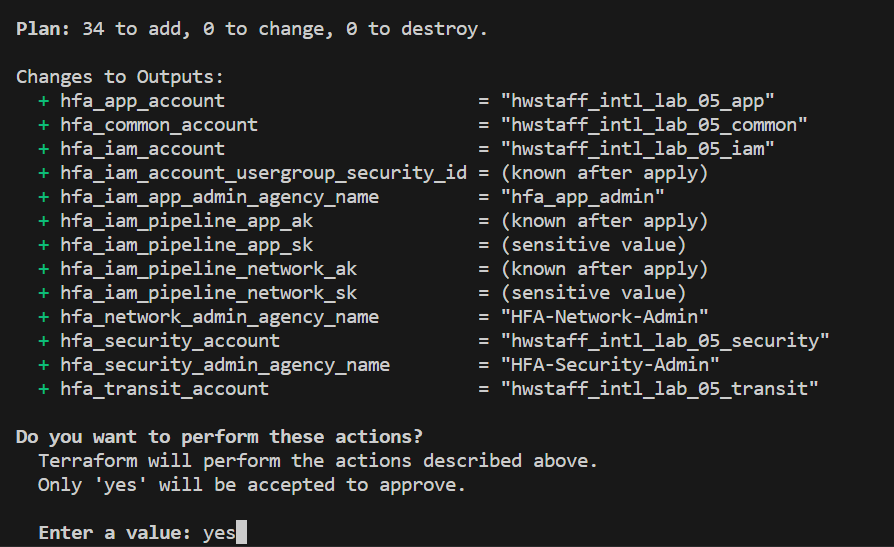 Plan: 34 to add, 0 to change, 0 to destroy.
Changes to Outputs:
+ hfa_app_account = "hwstaff_intl_lab_05_app"
+ hfa_common_account = "hwstaff_intl_lab_05_common"
+ hfa_iam_account = "hwstaff_intl_lab_05_iam"
+ hfa_iam_account_usergroup_security_id = (known after apply)
+ hfa_iam_app_admin_agency_name = "hfa_app_admin"
+ hfa_iam_pipeline_app_ak = (known after apply)
+ hfa_iam_pipeline_app_sk = (sensitive value)
+ hfa_iam_pipeline_network_ak = (known after apply)
+ hfa_iam_pipeline_network_sk = (sensitive value)
+ hfa_network_admin_agency_name = "HFA-Network-Admin"
+ hfa_security_account = "hwstaff_intl_lab_05_security"
+ hfa_security_admin_agency_name = "HFA-Security-Admin"
+ hfa_transit_account = "hwstaff_intl_lab_05_transit"
Do you want to perform these actions?
Terraform will perform the actions described above.
Only 'yes' will be accepted to approve.
Enter a value: yes